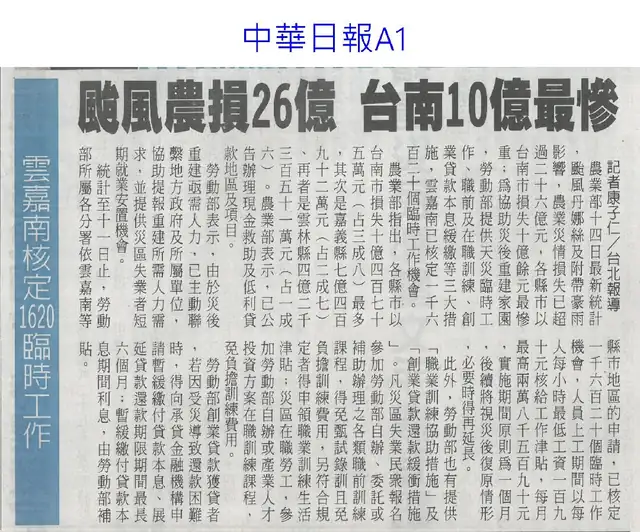 中華日報A1
颱風農損26億 台南10億最慘
雲嘉南核定1620臨時工作
記者康子仁／台北報導
農業部十四日最新統計
，颱風丹娜絲及附帶豪雨
影響，農業災情損失已超
過二十六億元，各縣市以
台南市損失十億餘元最慘
重；為協助災後重建家園
，勞動部提供天災臨時工
作、職前及在職訓練、創
業貸款本息緩繳等三大措
施，雲嘉南已核定一千六
百二十個臨時工作機會。
農業部指出，各縣市以
台南市損失十億四百七十
五萬元（占三成八）最多
，其次是嘉義縣七億四百
九十二萬元（占二成七）
、再者是雲林縣四億二千
三百五十一萬元（占一成
六）。農業部表示，已公
告辦理現金救助及低利貸
款地區及項目。
勞動部表示，由於災後
重建亟需人力，已主動聯
繫地方政府及所屬單位，
協助提報重建所需人力需
求，並提供災區失業者短
期就業安置機會。
統計至十一日止，勞動
部所屬各分署依雲嘉南等
縣市地區的申請，已核定
一千六百二十個臨時工作
機會，人員上工期間以每
人每小時最低工資一百九
十元核給工作津貼，每月
最高兩萬八千五百九十元
，實施期間原則為一個月
，後續將視災後復原情形
，必要時得再延長。
此外，勞動部也有提供
「職業訓練協助措施」及
「創業貸款還款緩衝措施
」。凡災區失業民眾報名
參加勞動部自辦、委託或
補助辦理之各類職前訓練
課程，得免甄試錄訓且免
負擔訓練費用，另符合規
定者得申領職業訓練生活
津貼；災區在職勞工，參
加勞動部自辦或產業人才
投資方案在職訓練課程，
免負擔訓練費用。
勞動部創業貸款獲貸者
，若因受災導致還款困難
時，得向承貸金融機構申
請暫緩繳付貸款本息、展
延貸款還款期限期間最長
六個月；暫緩繳付貸款本
息期間利息，由勞動部補
貼。